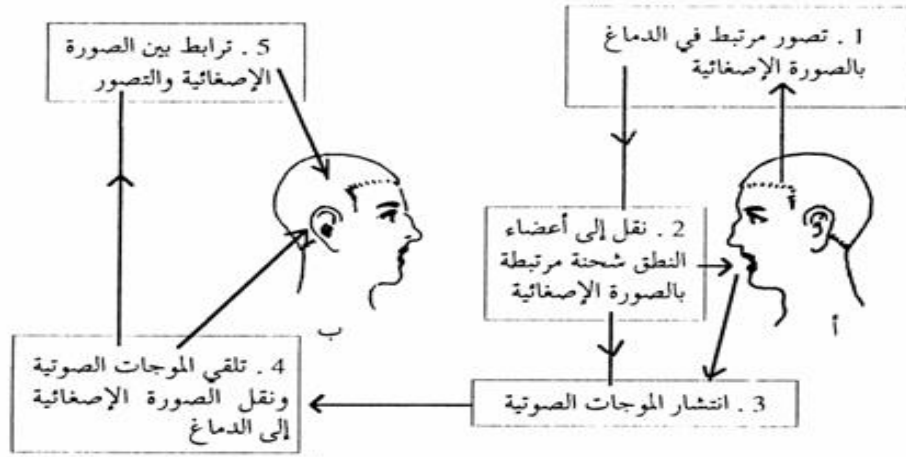 1 . تصور مرتبط في الدماغ
بالصورة الإصغائية
2 . نقل إلى أعضاء
النطق شحنة مرتبطة
بالصورة الإصغائية
أ
3 . انتشار الموجات الصوتية
4 . تلقي الموجات الصوتية
ونقل الصورة الإصغائية
إلى الدماغ
ب
5 . ترابط بين الصورة
الإصغائية والتصور